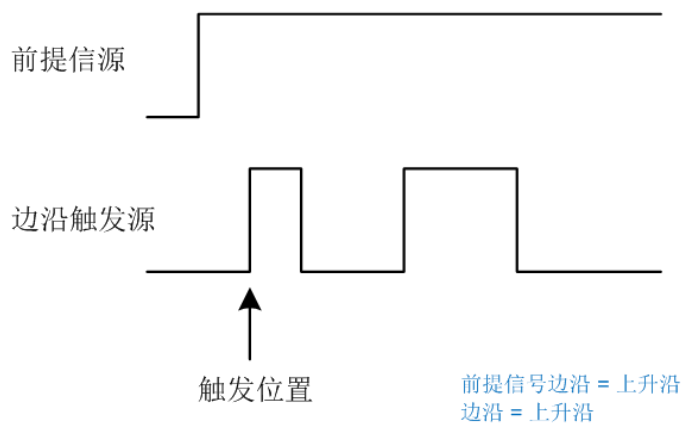 前提信源
边沿触发源
触发位置
前提信号边沿 = 上升沿
边沿 = 上升沿